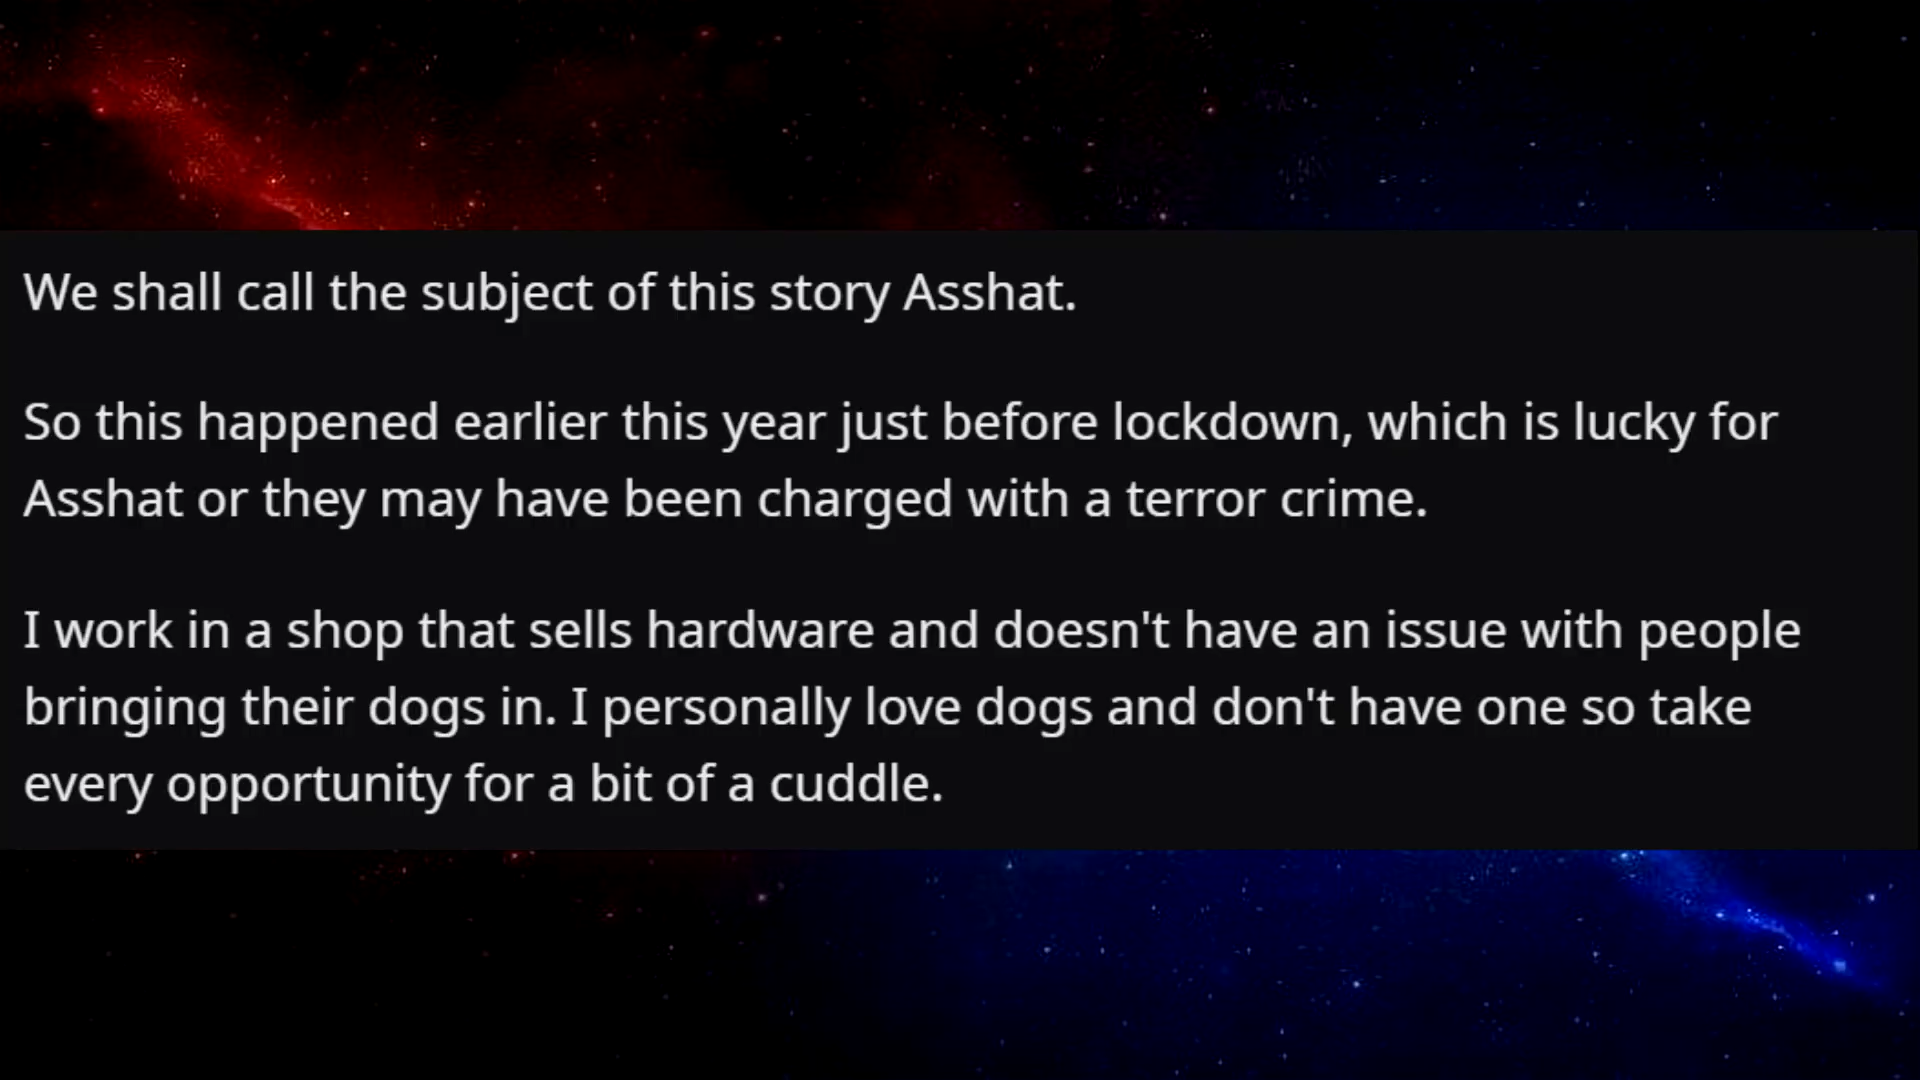 We shall call the subject of this story Asshat.
So this happened earlier this year just before lockdown, which is lucky for
Asshat or they may have been charged with a terror crime.
I work in a shop that sells hardware and doesn't have an issue with people
bringing their dogs in. I personally love dogs and don't have one so take
every opportunity for a bit of a cuddle.